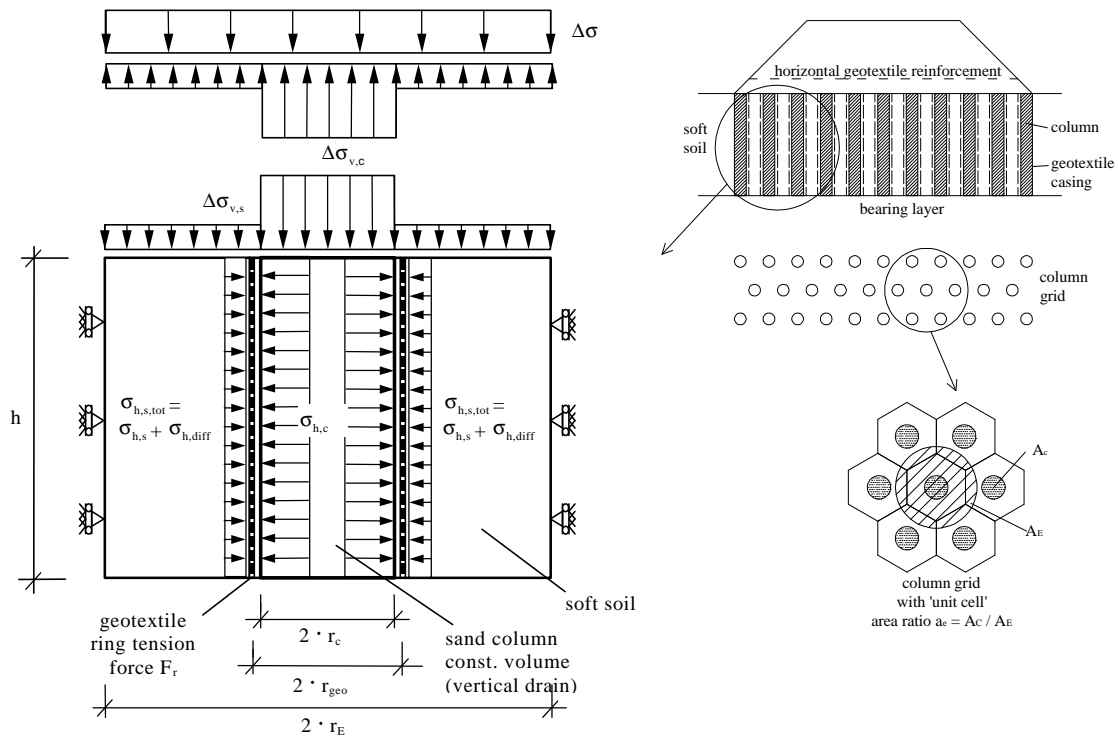 Δσ
Δσv,c
Δσv,s
h
σh,s,tot =
σh,s + σh,diff
σh,c
σh,s,tot =
σh,s + σh,diff
geotextile
ring tension
force Fr
2 · rc
2 · rgeo
2 · rE
sand column
const. volume
(vertical drain)
soft soil
horizontal geotextile reinforcement
soft
soil
column
geotextile
casing
bearing layer
column
grid
Ac
AE
column grid
with 'unit cell'
area ratio ae = AC / AE